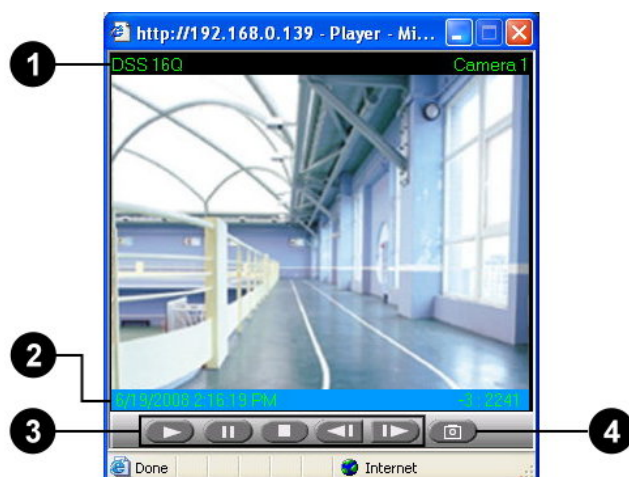 http://192.168.0.139 - Player - Mi...
1
DSS 16Q Camera 1
2
6/19/2008 2:16:19 PM -3 : 2241
3
4
Done Internet